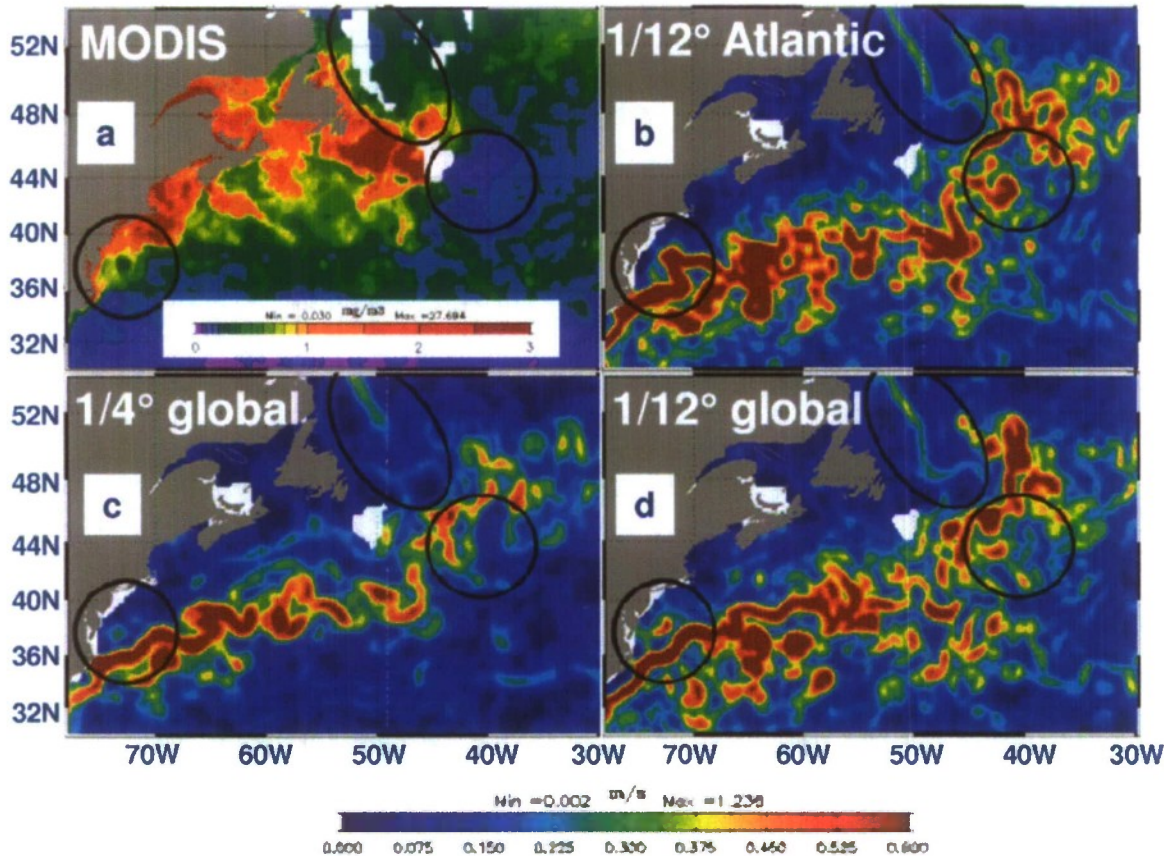 52N
48N
44N
40N
36N
32N
MODIS
a
Min = 0.030 mg/m3 Max =27.694
0 1 2 3
1/12° Atlantic
b
52N
48N
44N
40N
36N
32N
1/4° global
c
1/12° global
d
70W 60W 50W 40W 30W 70W 60W 50W 40W 30W
Min =0.002 m/s Max =1.236
0.000 0.075 0.150 0.225 0.300 0.375 0.450 0.525 0.600